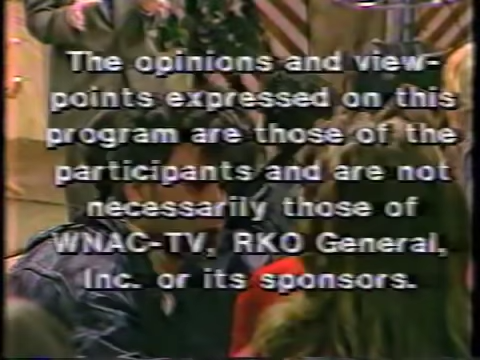 The opinions and view-
points expressed on this
program are those of the
participants and are not
necessarily those of
WNAC-TV, RKO General,
Inc. or its sponsors.